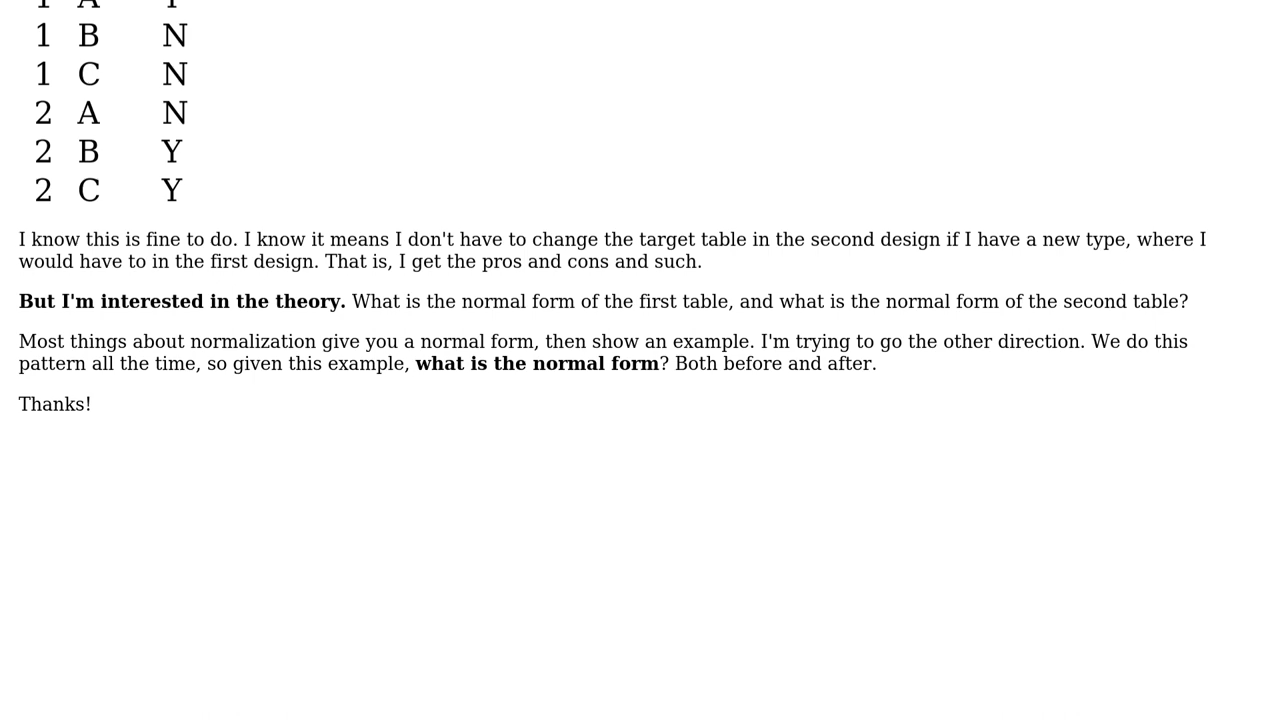 1 B N
1 C N
2 A N
2 B Y
2 C Y
I know this is fine to do. I know it means I don't have to change the target table in the second design if I have a new type, where I
would have to in the first design. That is, I get the pros and cons and such.
But I'm interested in the theory. What is the normal form of the first table, and what is the normal form of the second table?
Most things about normalization give you a normal form, then show an example. I'm trying to go the other direction. We do this
pattern all the time, so given this example, what is the normal form? Both before and after.
Thanks!